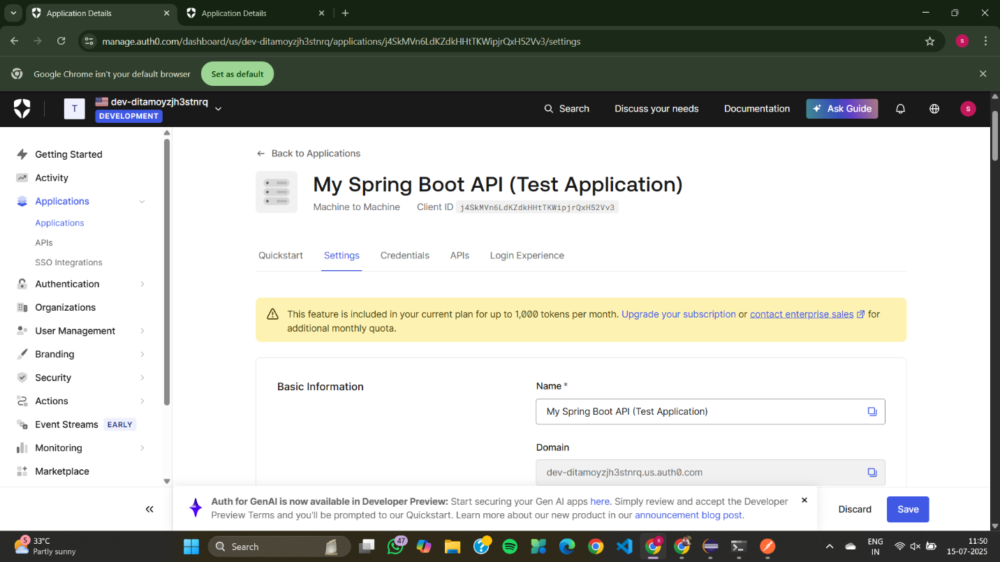 Application Details
Application Details
manage.auth0.com/dashboard/us/dev-ditamoyzjh3stnrq/applications/j4SkMVn6LdKZdkHHtTKWipjrQxH52Vv3/settings
S
Google Chrome isn't your default browser
Set as default
T
dev-ditamoyzjh3stnrq
DEVELOPMENT
Search
Discuss your needs
Documentation
Ask Guide
S
Getting Started
Activity
Applications
Applications
APIs
SSO Integrations
Authentication
Organizations
User Management
Branding
Security
Actions
Event Streams EARLY
Monitoring
Marketplace
Back to Applications
My Spring Boot API (Test Application)
Machine to Machine Client ID j4SkMVn6LdKZdkHHtTKWipjrQxH52Vv3
Quickstart Settings Credentials APIs Login Experience
This feature is included in your current plan for up to 1,000 tokens per month. Upgrade your subscription or contact enterprise sales for
additional monthly quota.
Basic Information
Name *
My Spring Boot API (Test Application)
Domain
dev-ditamoyzjh3stnrq.us.auth0.com
Auth for GenAI is now available in Developer Preview: Start securing your Gen AI apps here. Simply review and accept the Developer
Preview Terms and you'll be prompted to our Quickstart. Learn more about our new product in our announcement blog post.
Discard
Save
5
33°C
Partly sunny
Search
47
S
ENG
IN
11:50
15-07-2025